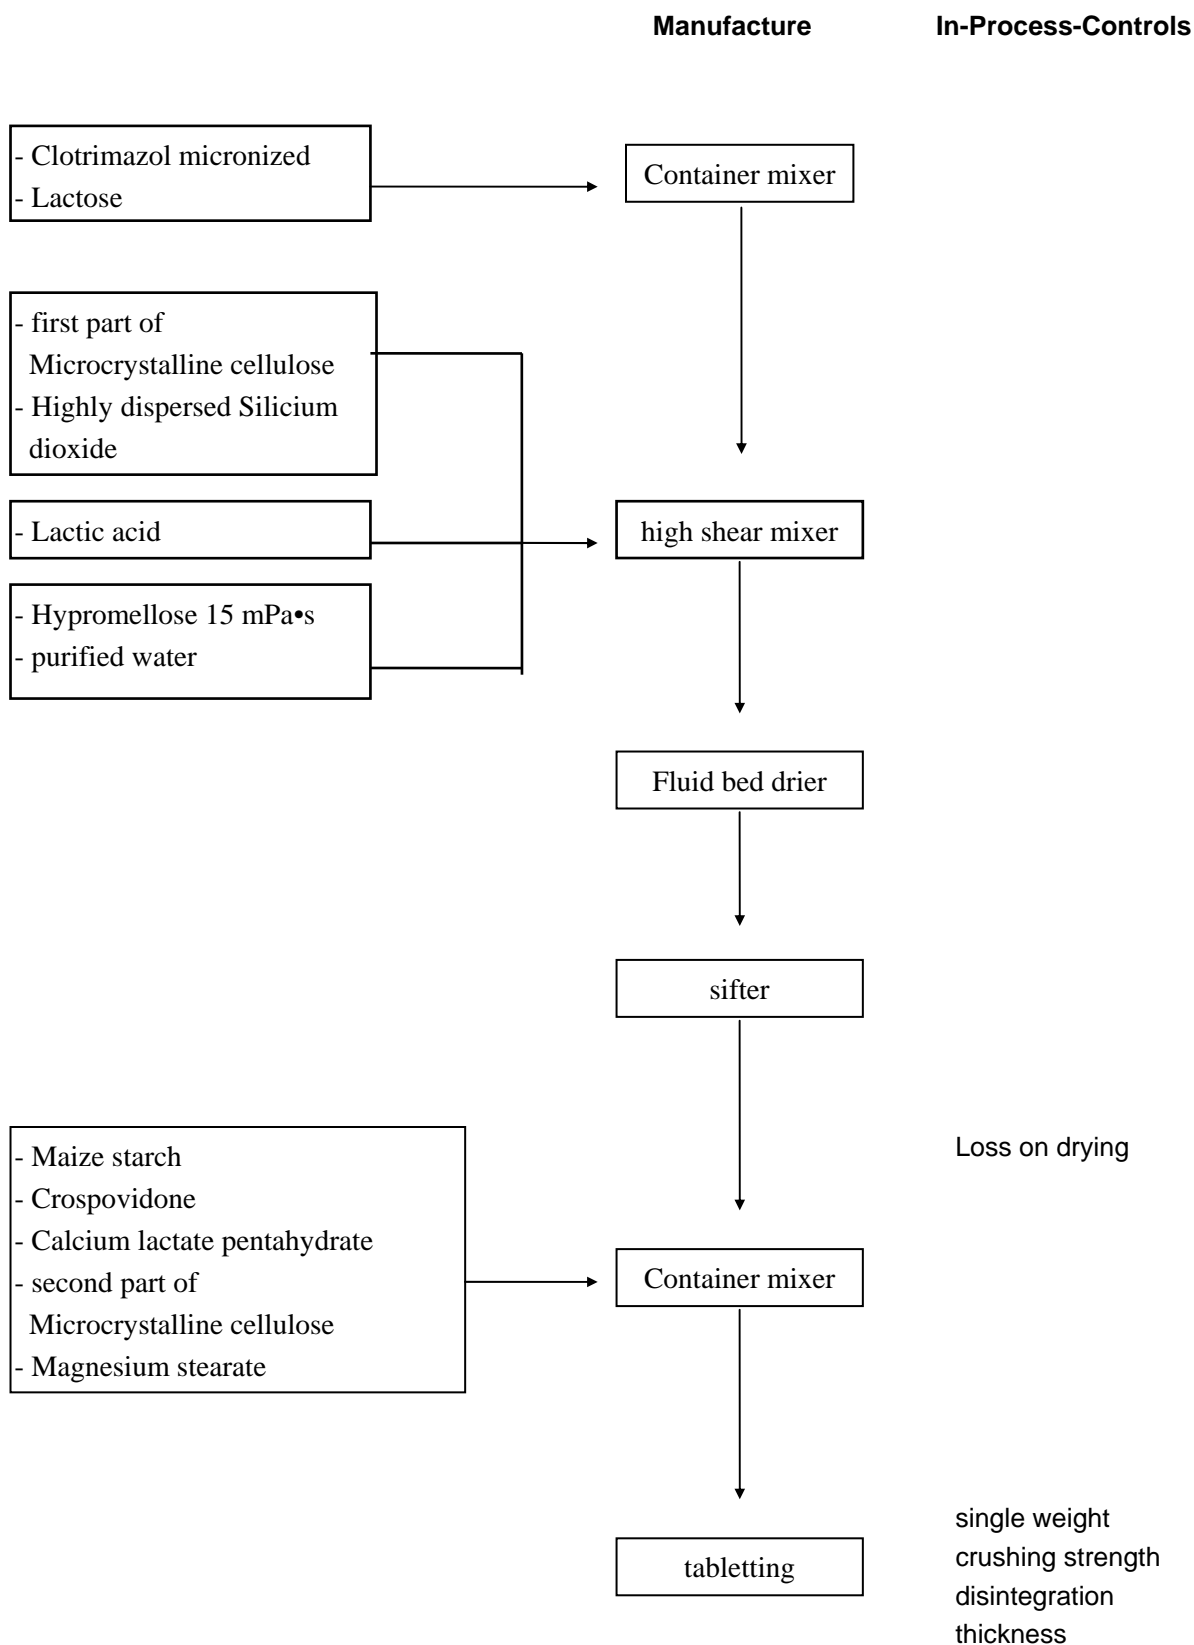 Manufacture In-Process-Controls
- Clotrimazol micronized
- Lactose
Container mixer
- first part of
Microcrystalline cellulose
- Highly dispersed Silicium
dioxide
- Lactic acid
high shear mixer
- Hypromellose 15 mPa•s
- purified water
Fluid bed drier
sifter
- Maize starch
- Crospovidone
- Calcium lactate pentahydrate
- second part of
Microcrystalline cellulose
- Magnesium stearate
Loss on drying
Container mixer
tabletting
single weight
crushing strength
disintegration
thickness